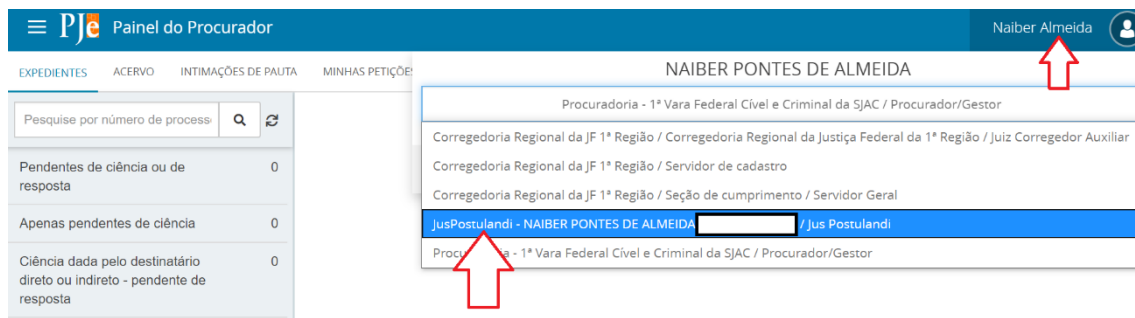 PJe Painel do Procurador
Naiber Almeida
EXPEDIENTES ACERVO INTIMAÇÕES DE PAUTA MINHAS PETIÇÕE
NAIBER PONTES DE ALMEIDA
Procuradoria - 1ª Vara Federal Cível e Criminal da SJAC / Procurador/Gestor
Pesquise por número de process
Corregedoria Regional da JF 1ª Região / Corregedoria Regional da Justiça Federal da 1ª Região / Juiz Corregedor Auxiliar
Pendentes de ciência ou de
resposta
0
Corregedoria Regional da JF 1ª Região / Servidor de cadastro
Corregedoria Regional da JF 1ª Região / Seção de cumprimento / Servidor Geral
Apenas pendentes de ciência 0
JusPostulandi - NAIBER PONTES DE ALMEIDA / Jus Postulandi
Ciência dada pelo destinatário
direto ou indireto - pendente de
resposta
0
- 1ª Vara Federal Cível e Criminal da SJAC / Procurador/Gestor